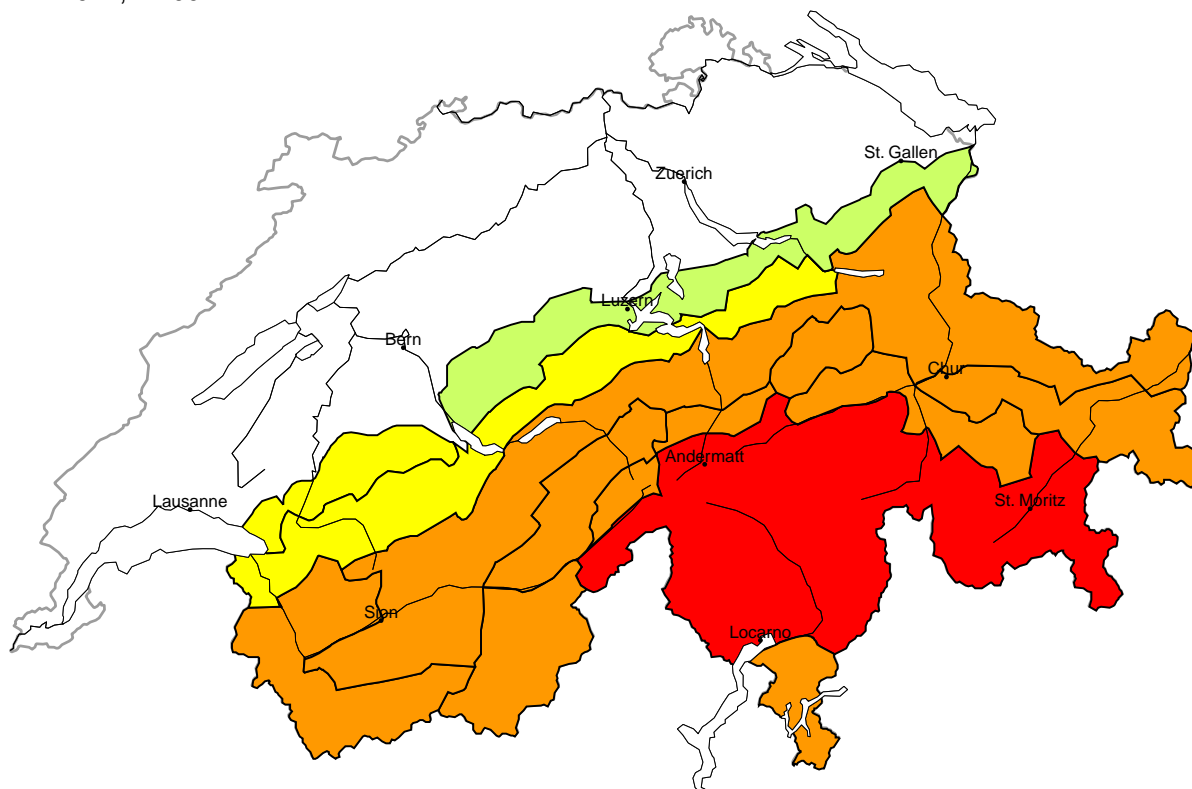 St. Gallen
Zuerich
Luzern
Bern
Chur
Andermatt
Lausanne
St. Moritz
Sion
Locarno